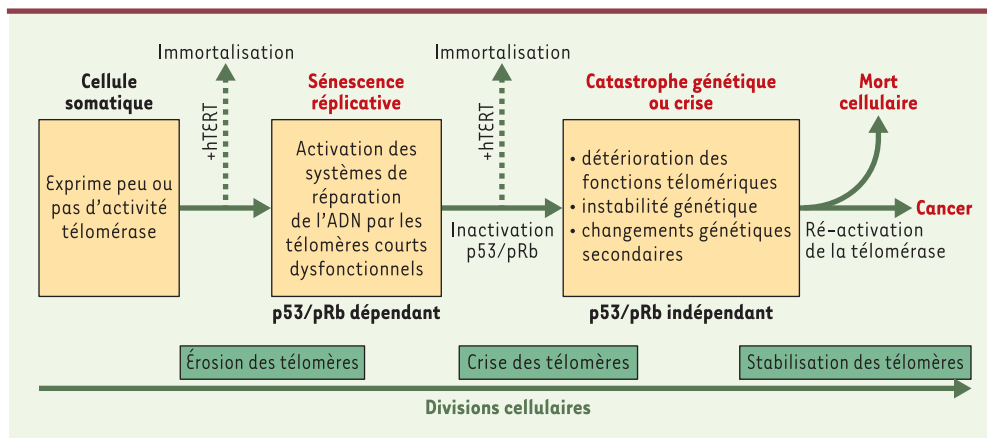 Immortalisation
Immortalisation
Cellule
somatique
Sénescence
réplicative
Catastrophe génétique
ou crise
Mort
cellulaire
+hTERT
+hTERT
Exprime peu ou
pas d’activité
télomérase
Activation des
systèmes de
réparation
de l’ADN par les
télomères courts
dysfonctionnels
Inactivation
p53/pRb
• détérioration des
fonctions télomériques
• instabilité génétique
• changements génétiques
secondaires
Cancer
Ré-activation
de la télomérase
p53/pRb dépendant
p53/pRb indépendant
Érosion des télomères
Crise des télomères
Stabilisation des télomères
Divisions cellulaires